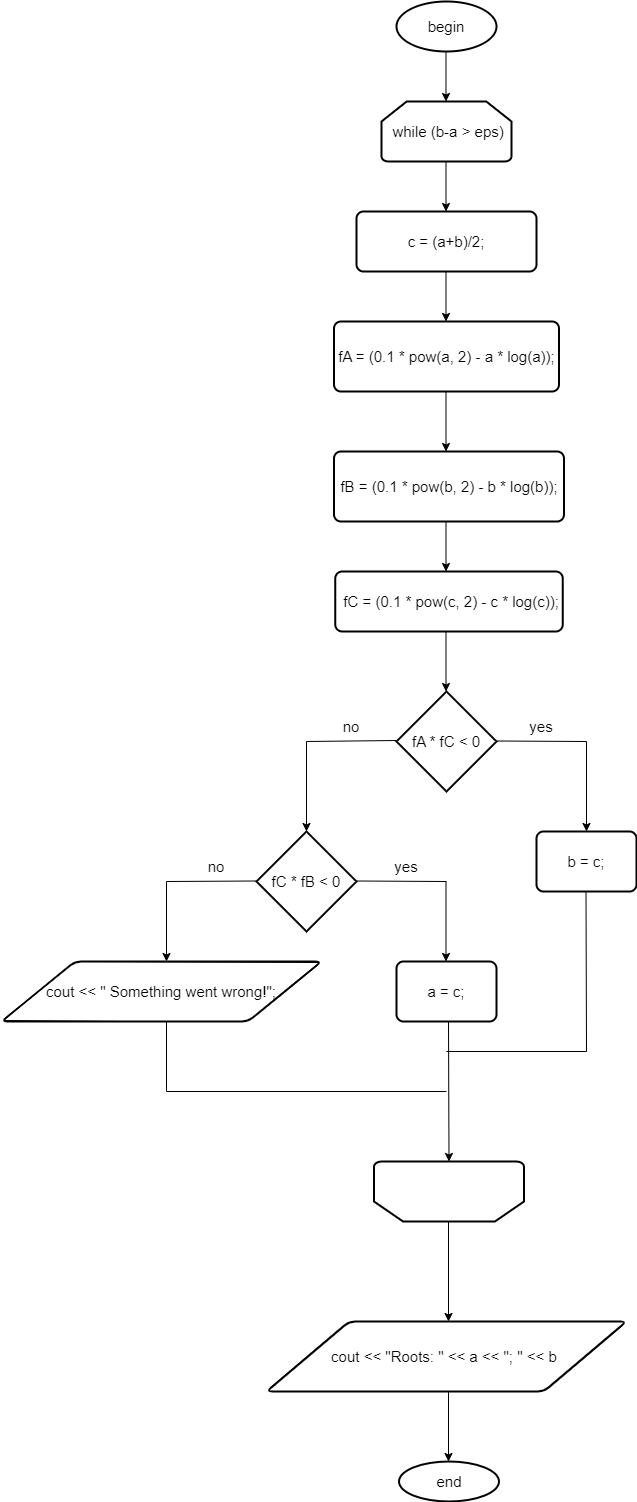 begin
while (b-a > eps)
c = (a+b)/2;
fA = (0.1 * pow(a, 2) - a * log(a));
fB = (0.1 * pow(b, 2) - b * log(b));
fC = (0.1 * pow(c, 2) - c * log(c));
no
fA * fC < 0
yes
b = c;
no
fC * fB < 0
yes
cout << " Something went wrong!";
a = c;
cout << "Roots: " << a << "; " << b
end